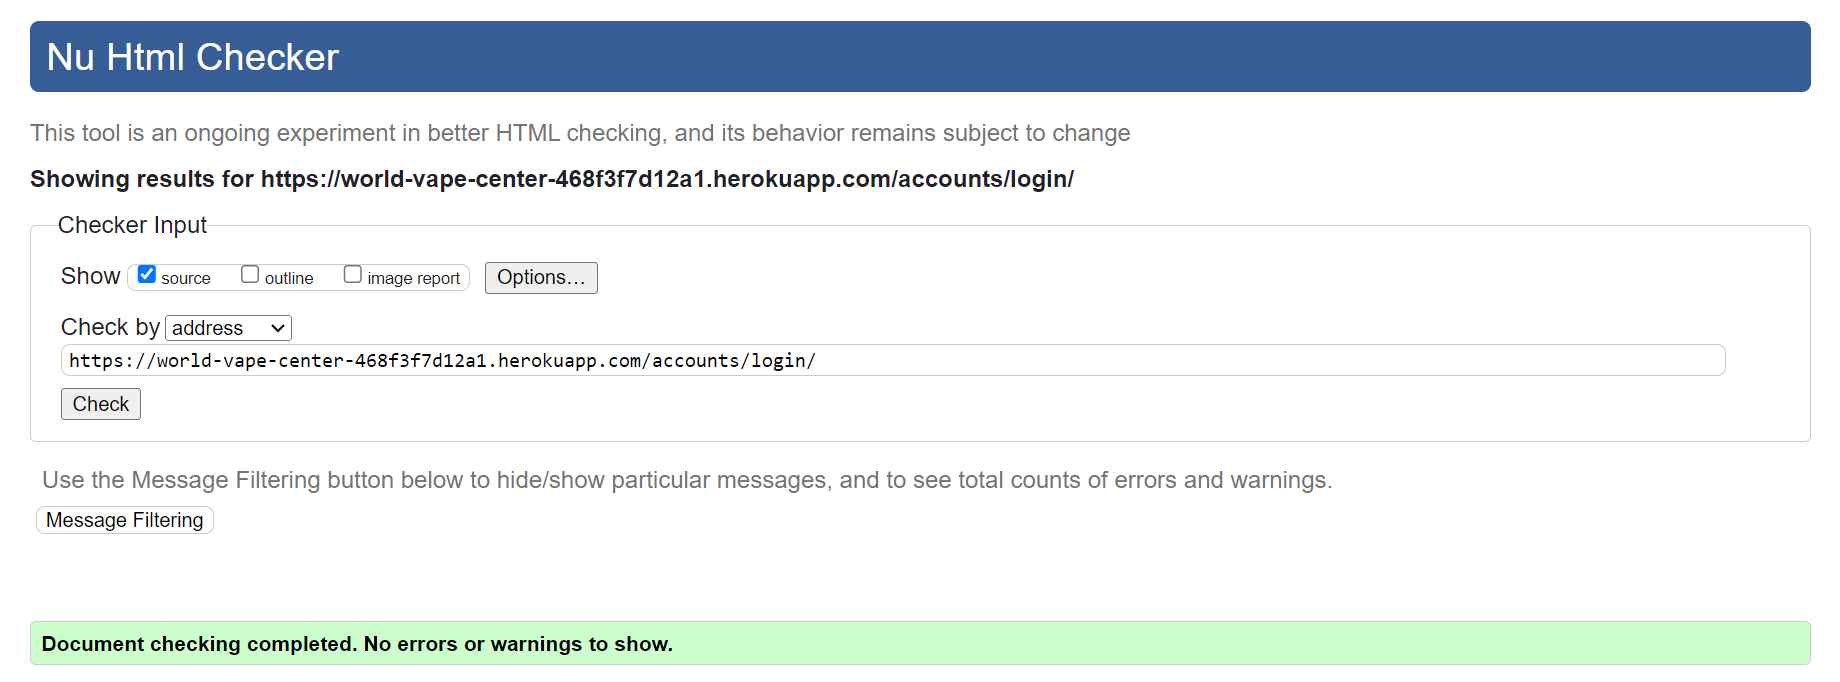 Nu Html Checker
This tool is an ongoing experiment in better HTML checking, and its behavior remains subject to change
Showing results for https://world-vape-center-468f3f7d12a1.herokuapp.com/accounts/login/
Checker Input
Show source outline image report Options...
Check by address
https://world-vape-center-468f3f7d12a1.herokuapp.com/accounts/login/
Check
Use the Message Filtering button below to hide/show particular messages, and to see total counts of errors and warnings.
Message Filtering
Document checking completed. No errors or warnings to show.